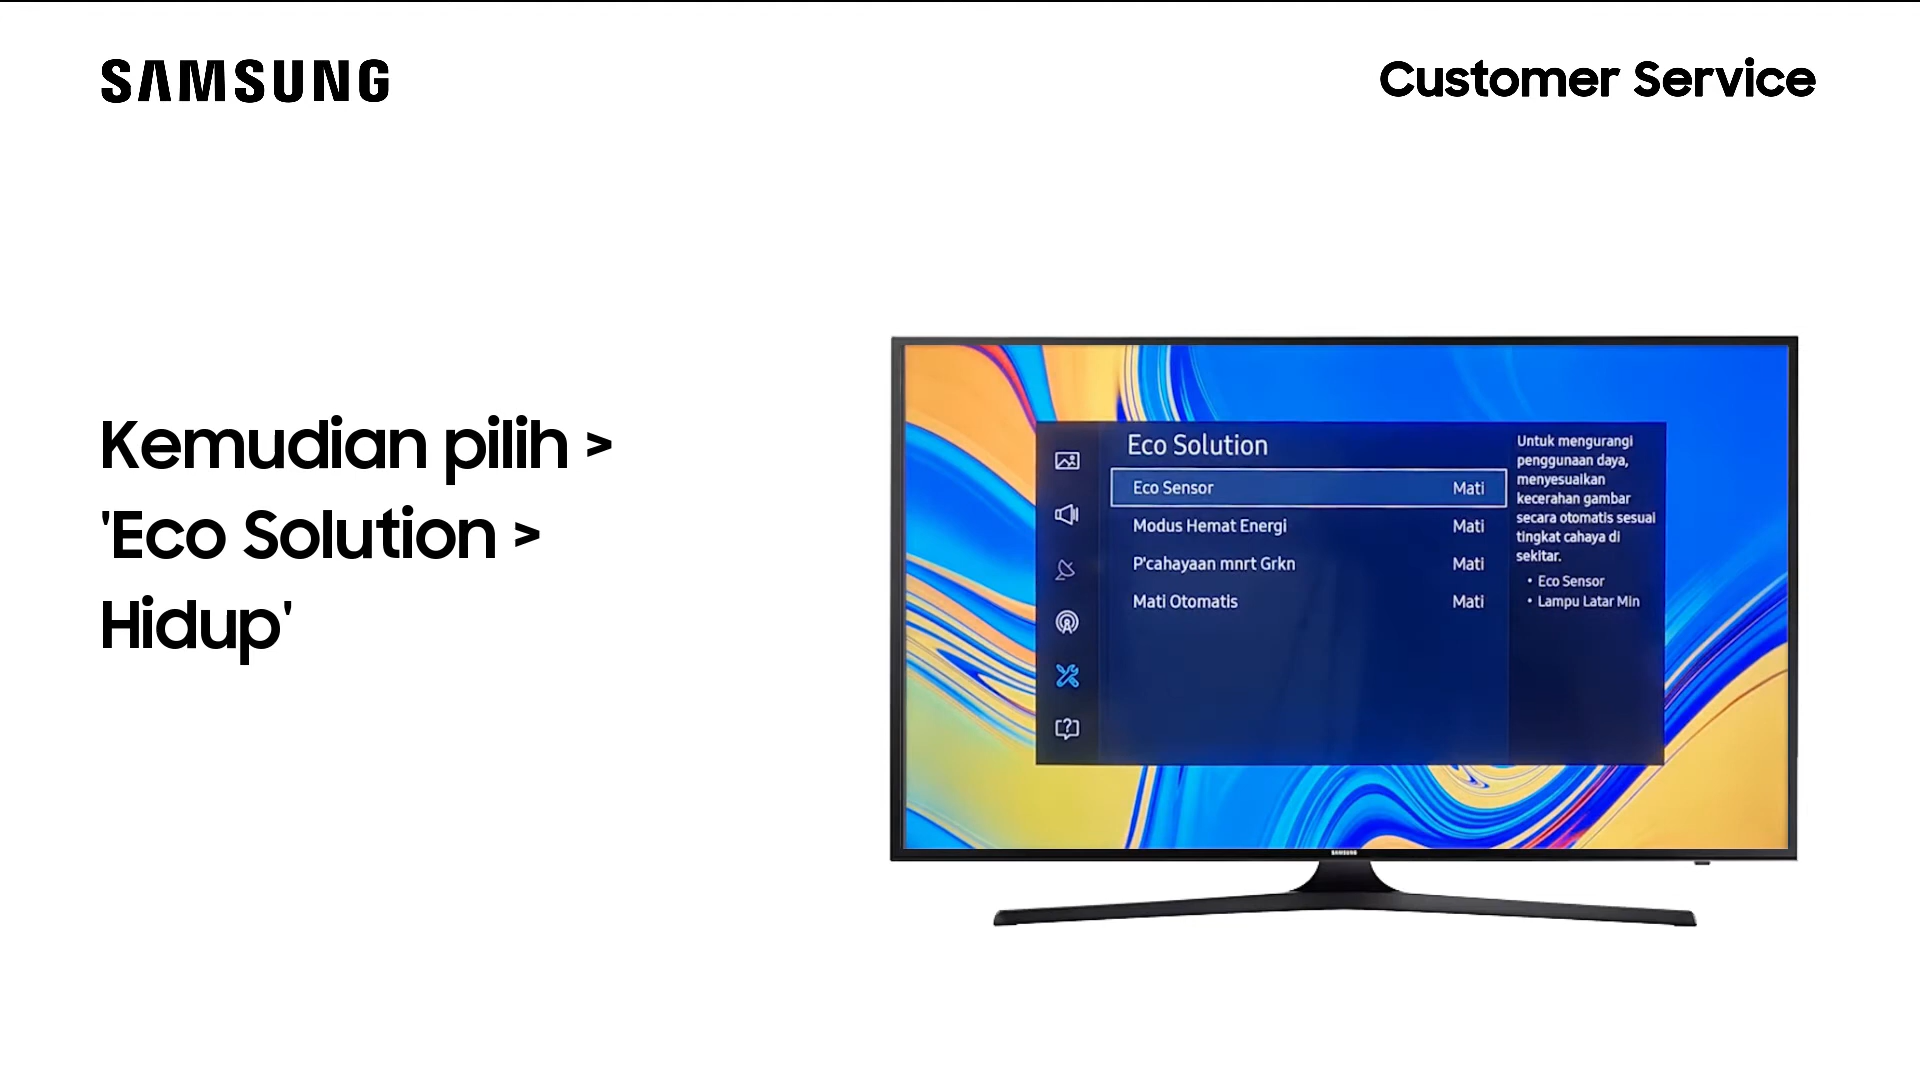 SAMSUNG
Customer Service
Kemudian pilih >
'Eco Solution >
Hidup'
Eco Solution
Eco Sensor Mati
Modus Hemat Energi Mati
P'cahayaan mnrt Grkn Mati
Mati Otomatis Mati
Untuk mengurangi
penggunaan daya,
menyesuaikan
kecerahan gambar
secara otomatis sesuai
tingkat cahaya di
sekitar.
• Eco Sensor
• Lampu Latar Min
SAMSUNG